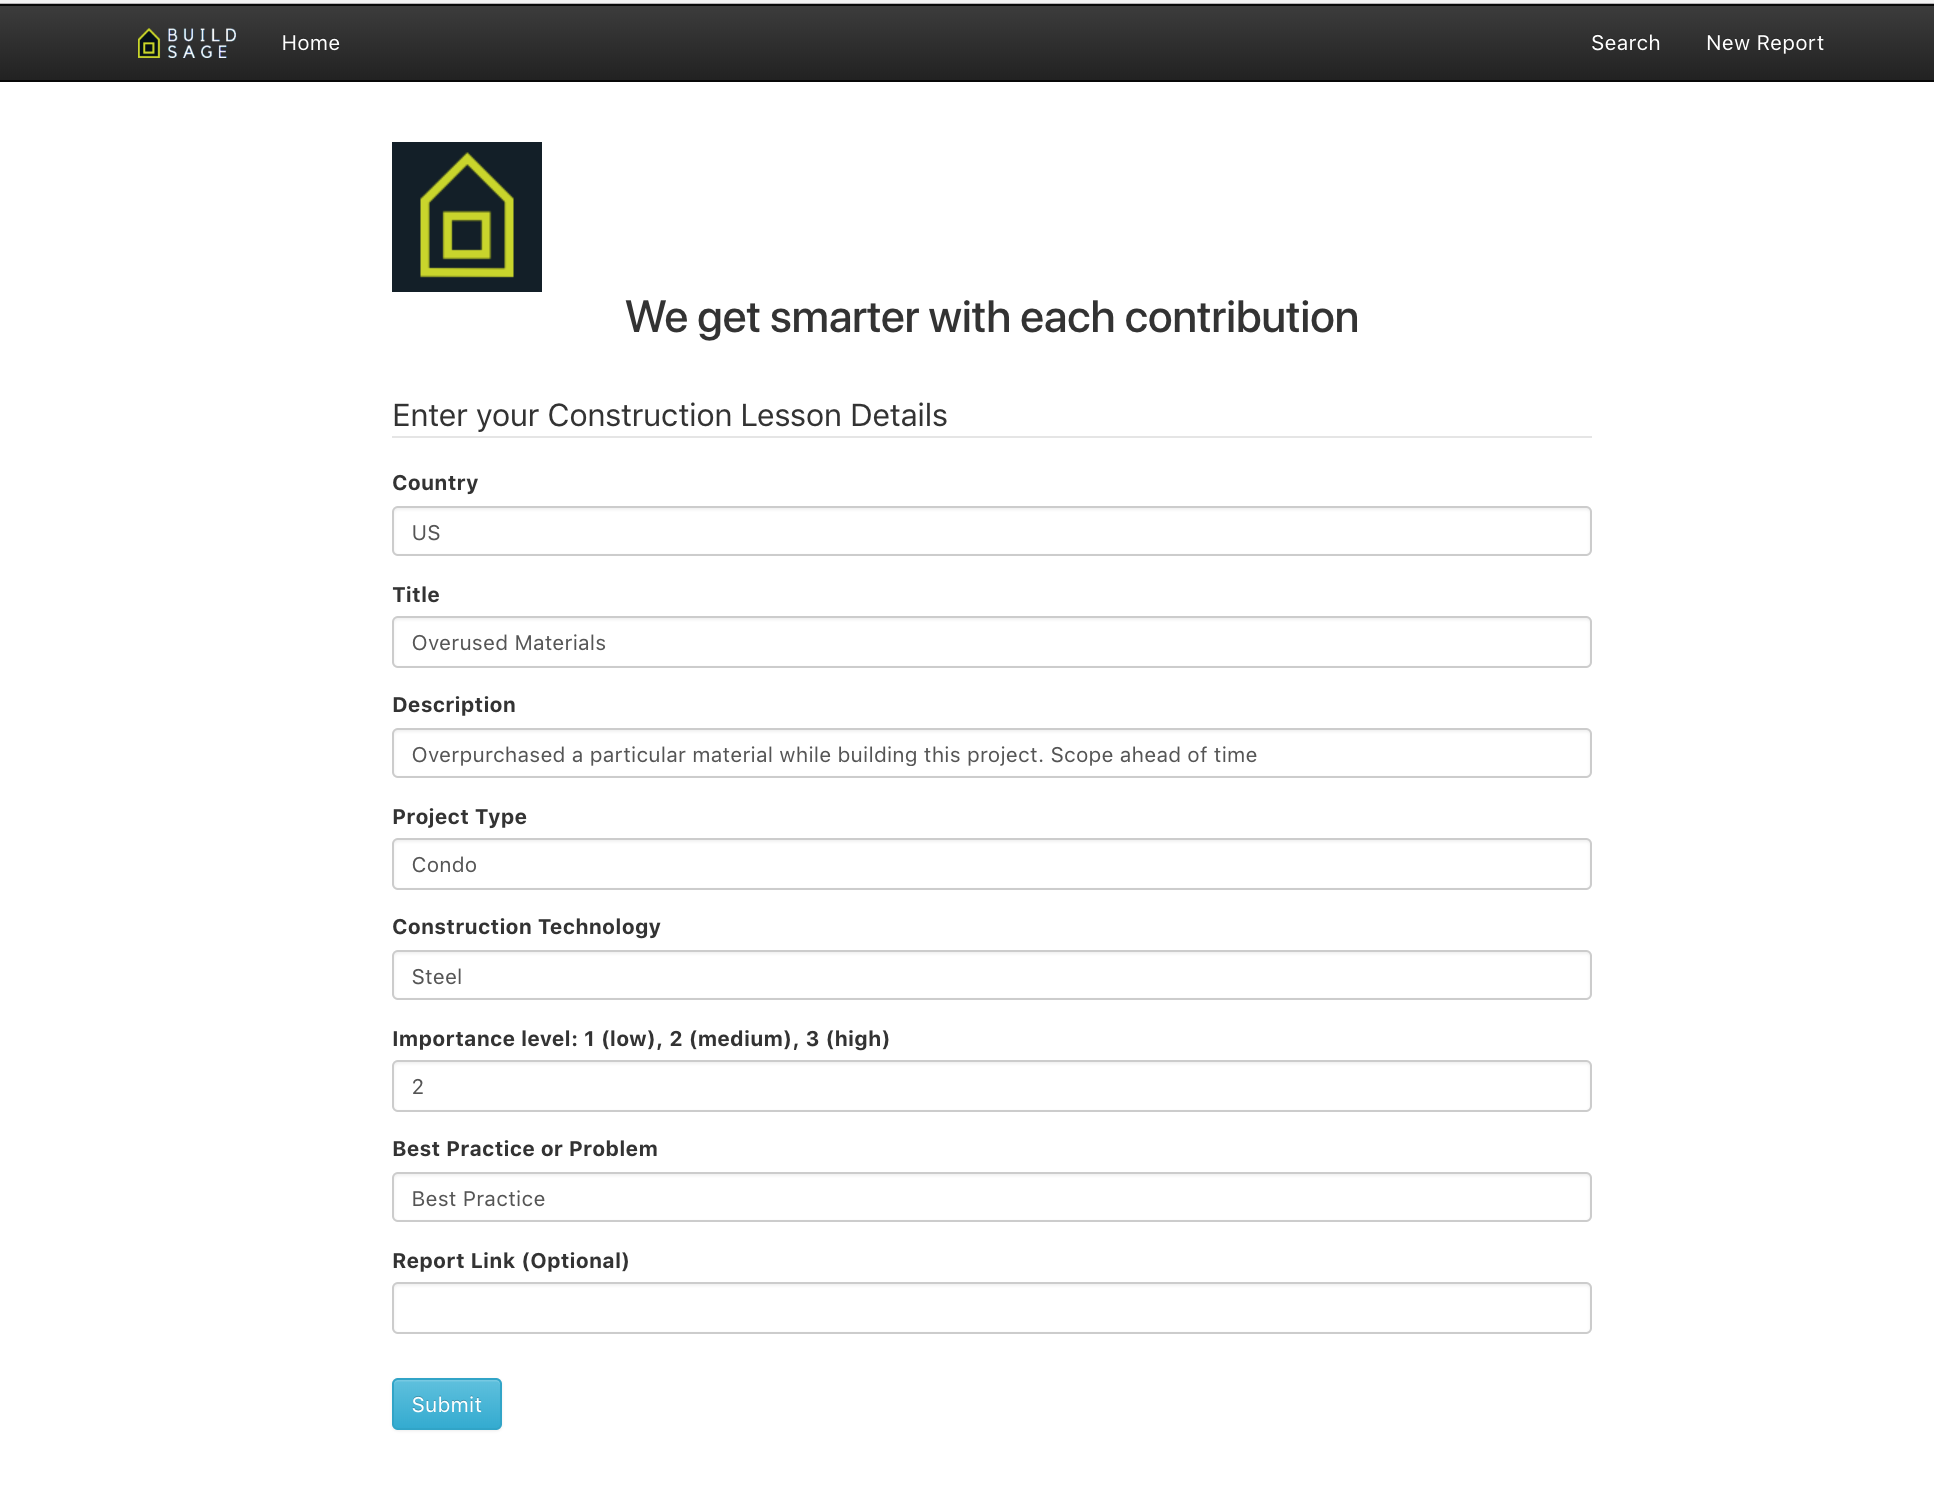 BUILD
SAGE
Home
Search
New Report
We get smarter with each contribution
Enter your Construction Lesson Details
Country
US
Title
Overused Materials
Description
Overpurchased a particular material while building this project. Scope ahead of time
Project Type
Condo
Construction Technology
Steel
Importance level: 1 (low), 2 (medium), 3 (high)
2
Best Practice or Problem
Best Practice
Report Link (Optional)
Submit